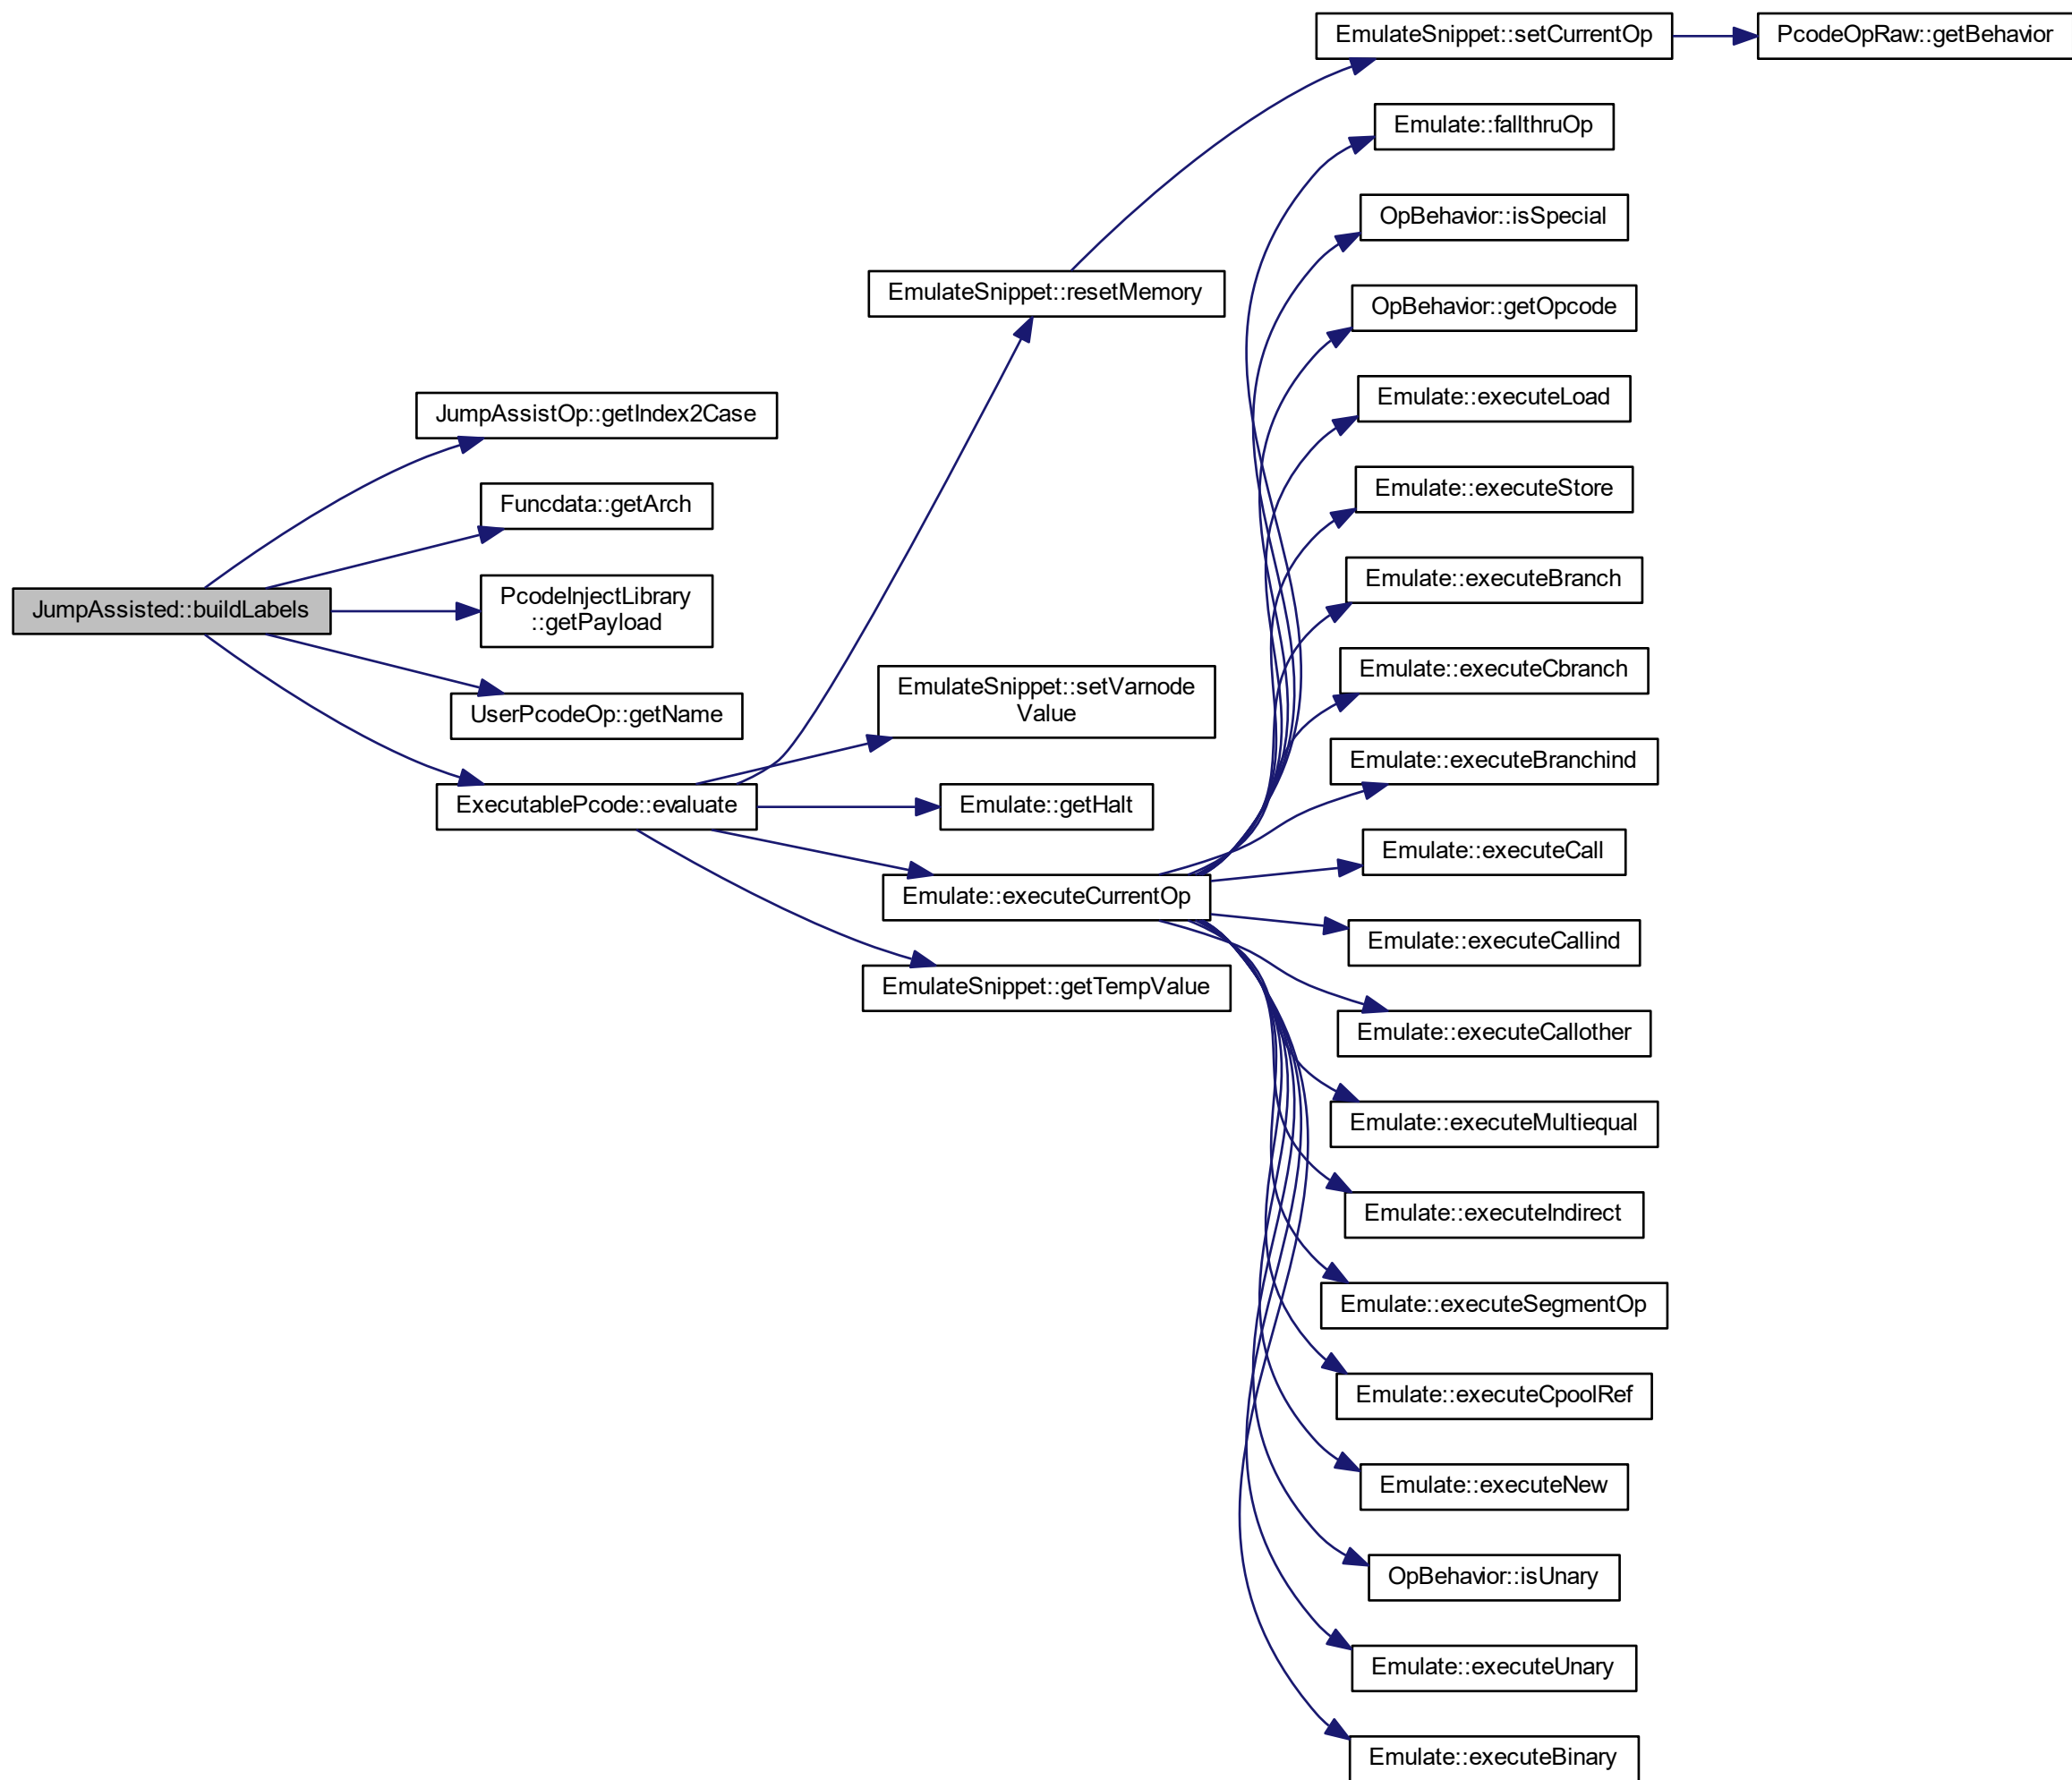 JumpAssisted::buildLabels
JumpAssistOp::getIndex2Case
Funcdata::getArch
PcodeInjectLibrary
::getPayload
UserPcodeOp::getName
ExecutablePcode::evaluate
EmulateSnippet::resetMemory
EmulateSnippet::setVarnode
Value
Emulate::getHalt
Emulate::executeCurrentOp
EmulateSnippet::getTempValue
EmulateSnippet::setCurrentOp
PcodeOpRaw::getBehavior
Emulate::fallthruOp
OpBehavior::isSpecial
OpBehavior::getOpcode
Emulate::executeLoad
Emulate::executeStore
Emulate::executeBranch
Emulate::executeCbranch
Emulate::executeBranchind
Emulate::executeCall
Emulate::executeCallind
Emulate::executeCallother
Emulate::executeMultiequal
Emulate::executeIndirect
Emulate::executeSegmentOp
Emulate::executeCpoolRef
Emulate::executeNew
OpBehavior::isUnary
Emulate::executeUnary
Emulate::executeBinary